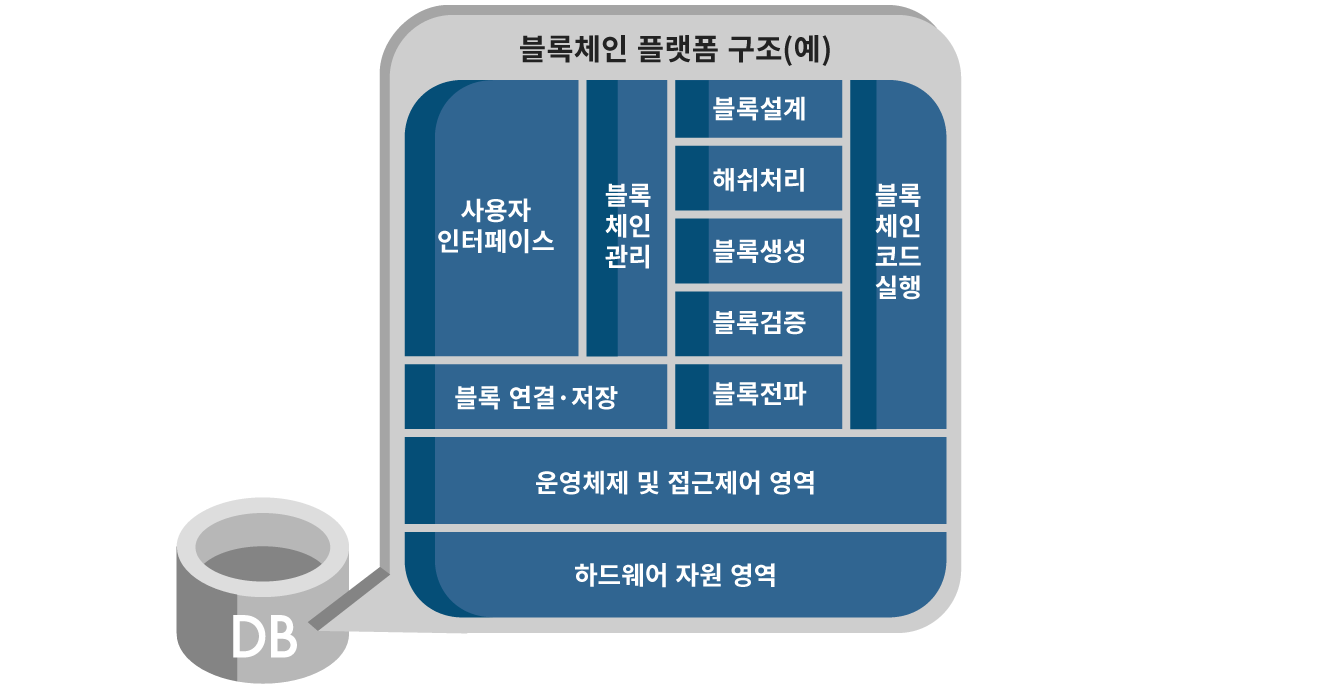 블록체인 플랫폼 구조(예)
사용자
인터페이스
블록
체인
관리
블록설계
해쉬처리
블록생성
블록검증
블록전파
블록
체인
코드
실행
블록 연결·저장
운영체제 및 접근제어 영역
하드웨어 자원 영역
DB